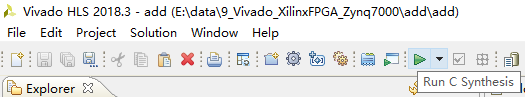 Vivado HLS 2018.3 - add (E:\data\9_Vivado_XilinxFPGA_Zynq7000\add\add)
File Edit Project Solution Window Help
Run C Synthesis
Explorer